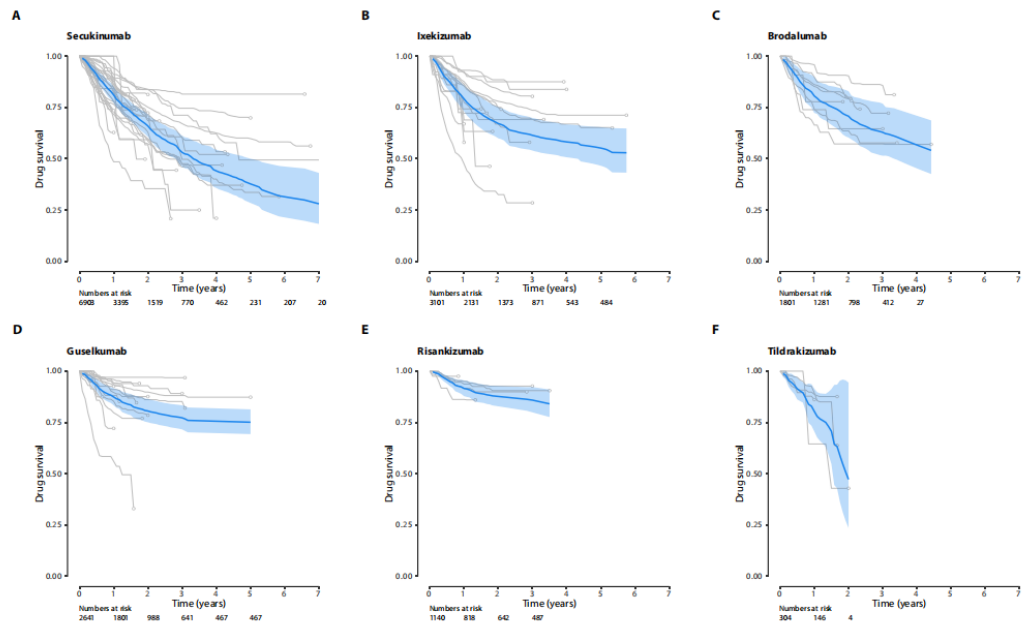 A
Secukinumab
1.00
0.75
0.50
0.25
0.00
Drug survival
0 1 2 3 4 5 6 7
Time (years)
Numbers at risk
3395 1519 770 462 231 207 20
B
Ixekizumab
1.00
0.75
0.50
0.25
0.00
Drug survival
0 1 2 3 4 5 6 7
Time (years)
Numbers at risk
3101 2131 1373 871 543 484
C
Brodalumab
1.00
0.75
0.50
0.25
0.00
Drug survival
0 1 2 3 4 5 6 7
Time (years)
Numbers at risk
1801 1281 798 412 27
D
Guselkumab
1.00
0.75
0.50
0.25
0.00
Drug survival
0 1 2 3 4 5 6 7
Time (years)
Numbers at risk
2641 1801 988 641 467 467
E
Risankizumab
1.00
0.75
0.50
0.25
0.00
Drug survival
0 1 2 3 4 5 6 7
Time (years)
Numbers at risk
1140 818 642 487
F
Tildrakizumab
1.00
0.75
0.50
0.25
0.00
Drug survival
0 1 2 3 4 5 6 7
Time (years)
Numbers at risk
304 146 4